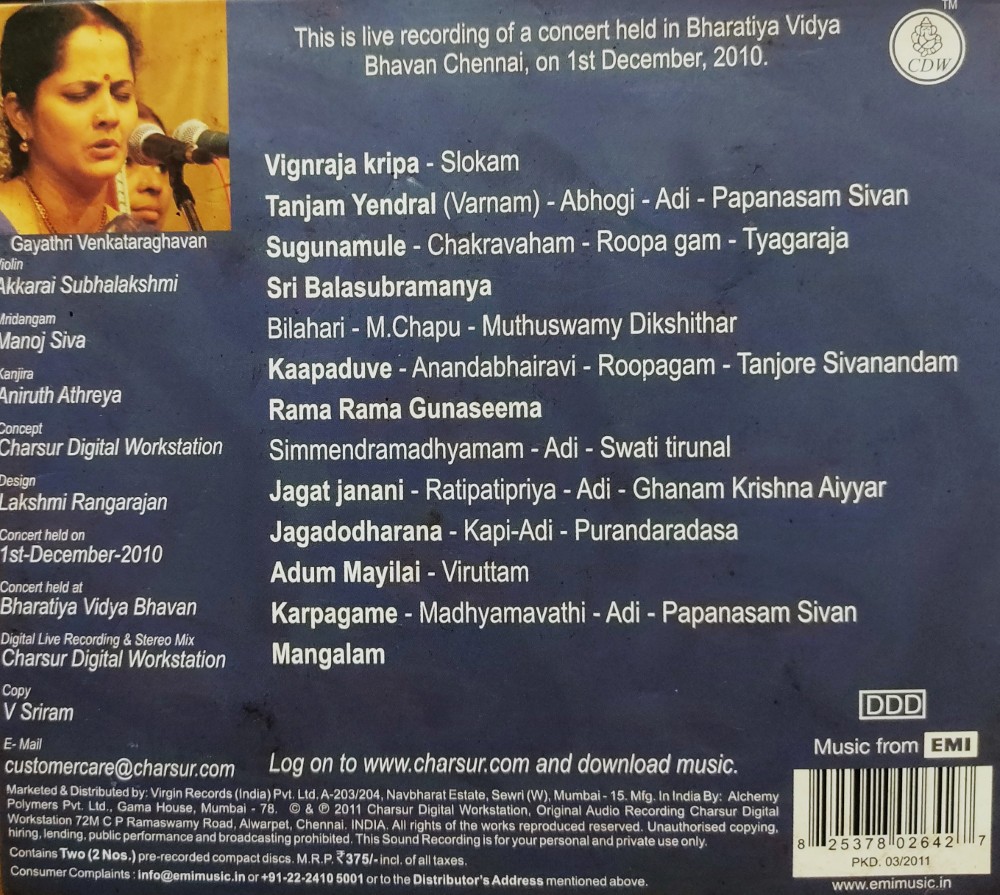 This is live recording of a concert held in Bharatiya Vidya
Bhavan Chennai, on 1st December, 2010.
TM
CDW
Vignraja kripa - Slokam
Tanjam Yendral (Varnam) - Abhogi - Adi - Papanasam Sivan
Sugunamule - Chakravaham - Roopa gam - Tyagaraja
Sri Balasubramanya
Bilahari - M.Chapu - Muthuswamy Dikshithar
Kaapaduve - Anandabhairavi - Roopagam - Tanjore Sivanandam
Rama Rama Gunaseema
Simmendramadhyamam - Adi - Swati tirunal
Jagat janani - Ratipatipriya - Adi - Ghanam Krishna Aiyyar
Jagadodharana - Kapi-Adi - Purandaradasa
Adum Mayilai - Viruttam
Karpagame - Madhyamavathi - Adi - Papanasam Sivan
Mangalam
Gayathri Venkataraghavan
iolin
Akkarai Subhalakshmi
Mridangam
Manoj Siva
Kanjira
Aniruth Athreya
Concept
Charsur Digital Workstation
Design
Lakshmi Rangarajan
Concert held on
1st-December-2010
Concert held at
Bharatiya Vidya Bhavan
Digital Live Recording & Stereo Mix
Charsur Digital Workstation
Copy
V Sriram
E- Mail
customercare@charsur.com
Log on to www.charsur.com and download music.
DDD
Music from EMI
Marketed & Distributed by: Virgin Records (India) Pvt. Ltd. A-203/204, Navbharat Estate, Sewri (W), Mumbai - 15. Mfg. In India By: Alchemy
Polymers Pvt. Ltd., Gama House, Mumbai - 78. © & ℗ 2011 Charsur Digital Workstation, Original Audio Recording Charsur Digital
Workstation 72M C P Ramaswamy Road, Alwarpet, Chennai. INDIA. All rights of the works reproduced reserved. Unauthorised copying,
hiring, lending, public performance and broadcasting prohibited. This Sound Recording is for your personal and private use only.
Contains Two (2 Nos.) pre-recorded compact discs. M.R.P. ₹375/- incl. of all taxes.
Consumer Complaints : info@emimusic.in or +91-22-2410 5001 or to the Distributor's Address mentioned above.
8 25378 02642 7
PKD. 03/2011
www.emimusic.in